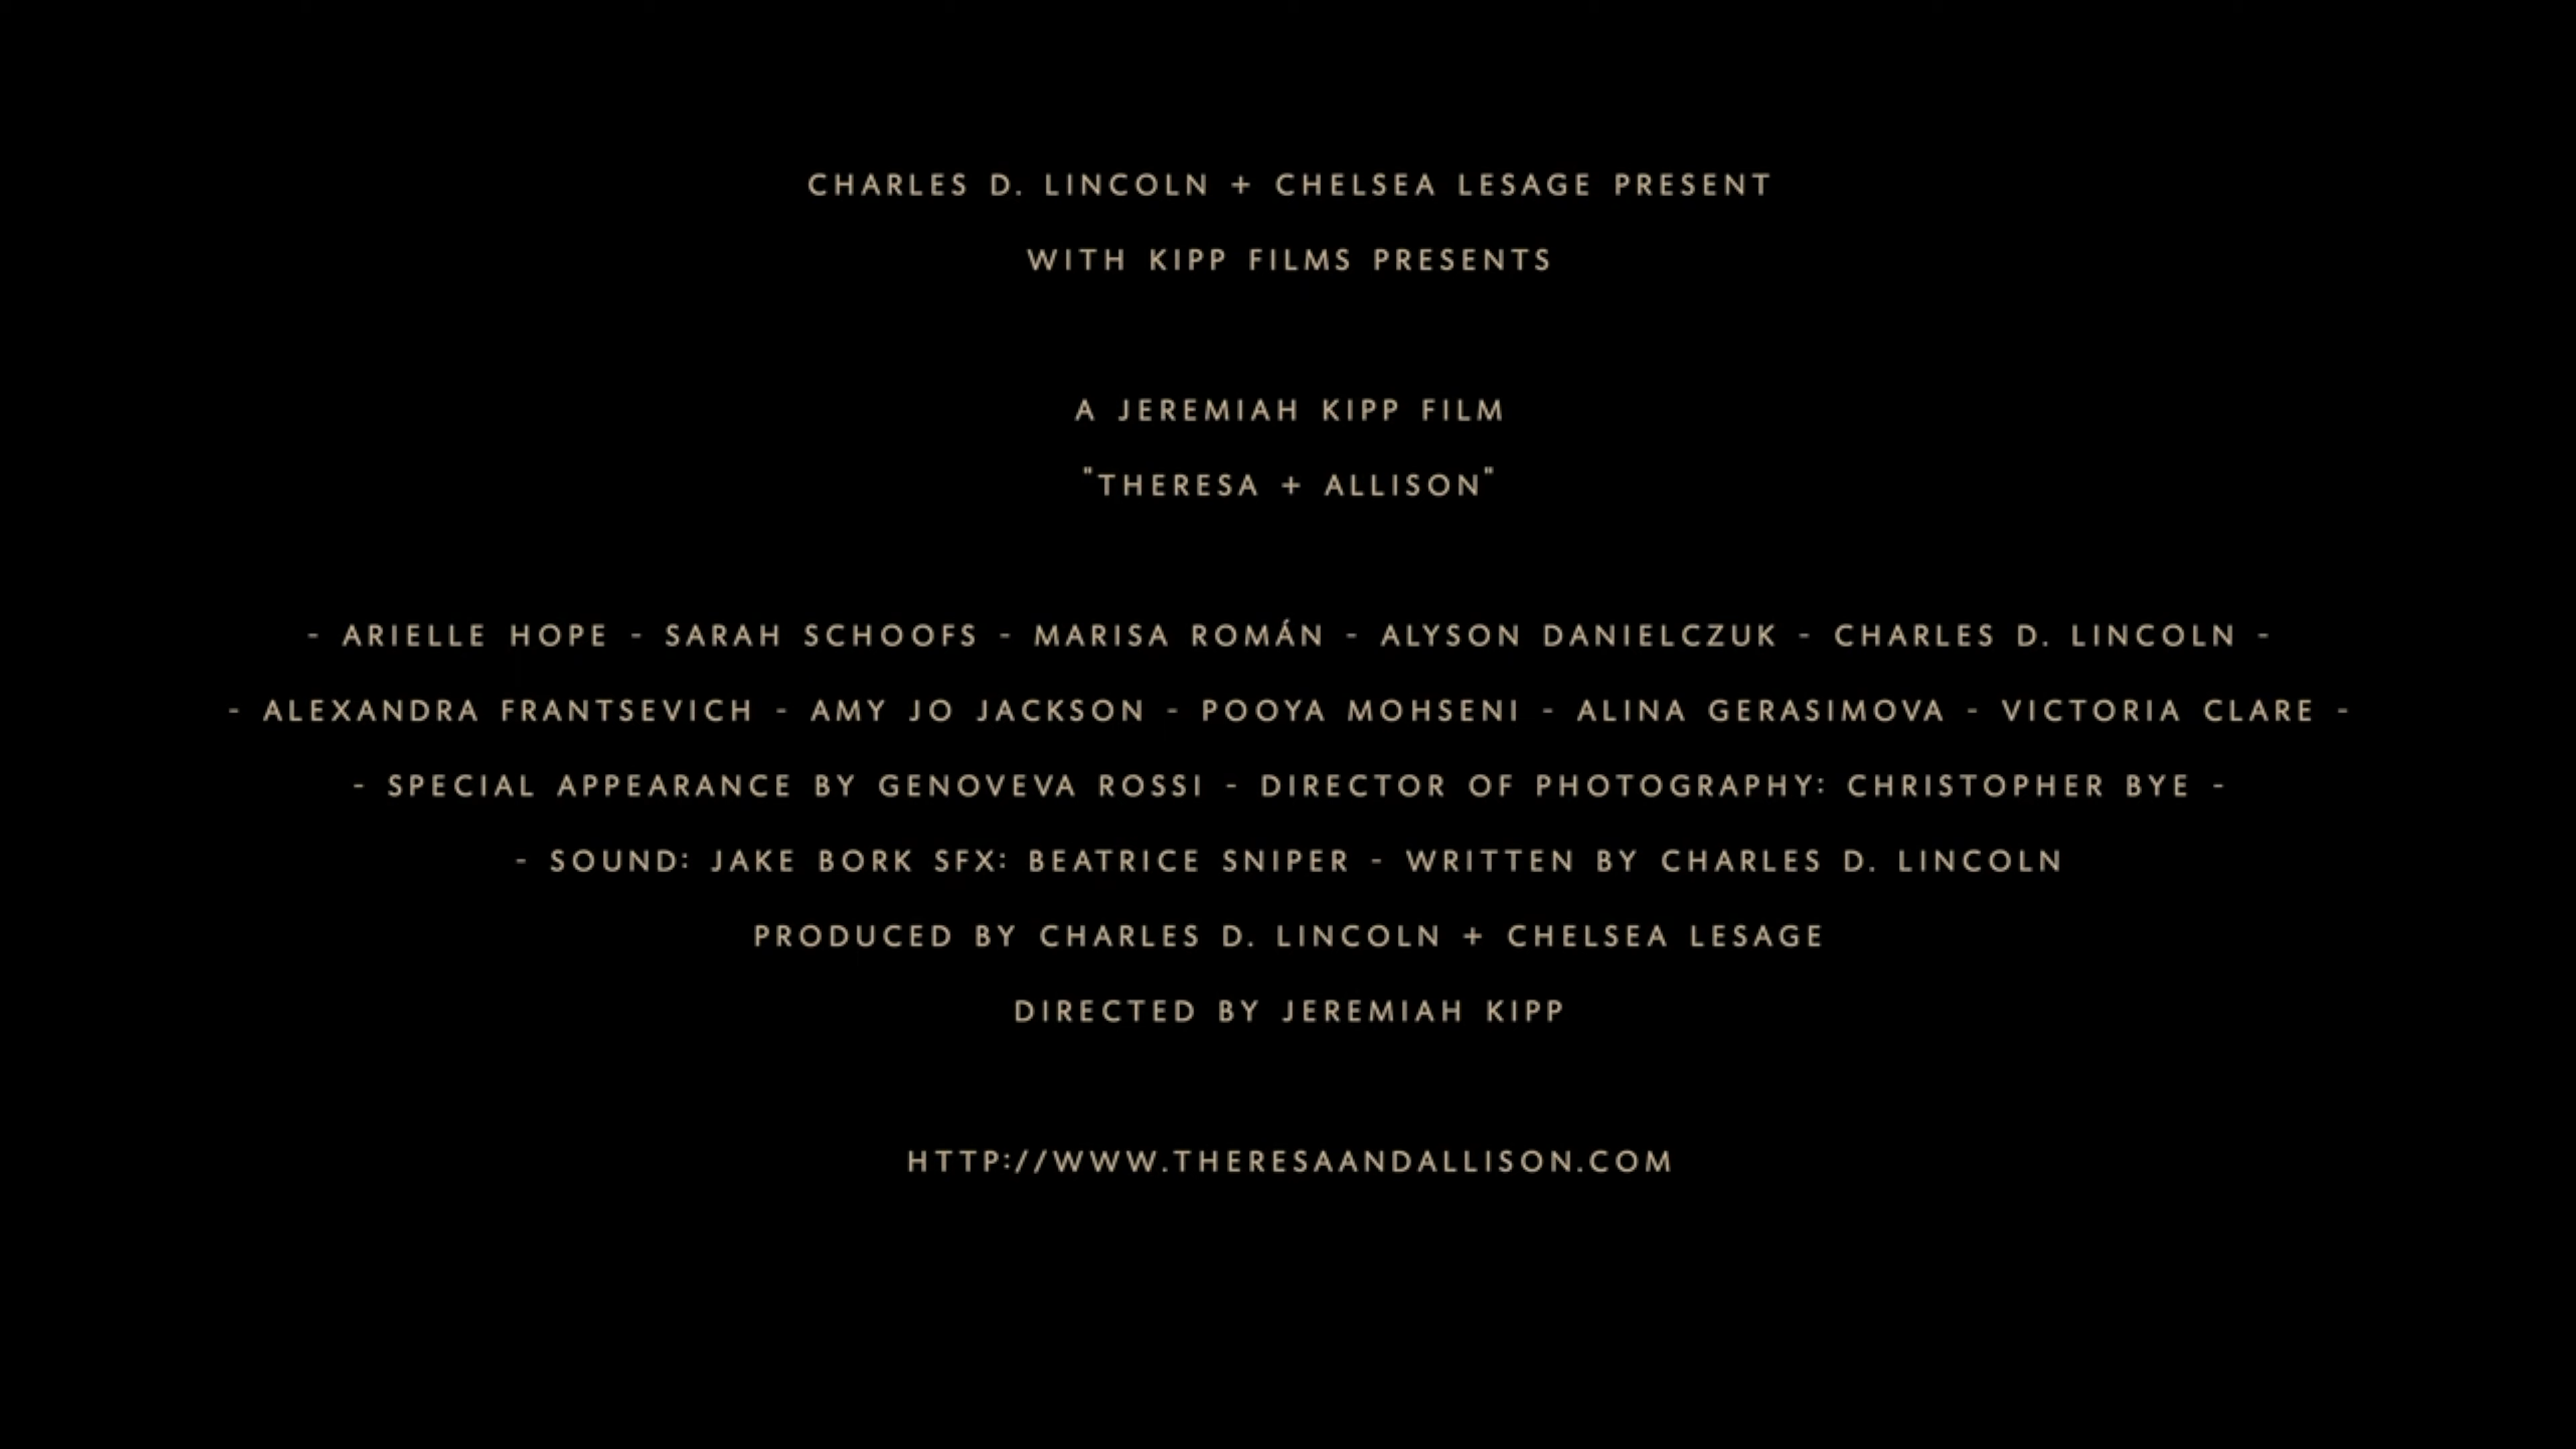 CHARLES D. LINCOLN + CHELSEA LESAGE PRESENT
WITH KIPP FILMS PRESENTS
A JEREMIAH KIPP FILM
"THERESA + ALLISON"
- ARIELLE HOPE - SARAH SCHOOFS - MARISA ROMÁN - ALYSON DANIELCZUK - CHARLES D. LINCOLN -
- ALEXANDRA FRANTSEVICH - AMY JO JACKSON - POOYA MOHSENI - ALINA GERASIMOVA - VICTORIA CLARE -
- SPECIAL APPEARANCE BY GENOVEVA ROSSI - DIRECTOR OF PHOTOGRAPHY: CHRISTOPHER BYE -
- SOUND: JAKE BORK SFX: BEATRICE SNIPER - WRITTEN BY CHARLES D. LINCOLN
PRODUCED BY CHARLES D. LINCOLN + CHELSEA LESAGE
DIRECTED BY JEREMIAH KIPP
HTTP://WWW.THERESAANDALLISON.COM